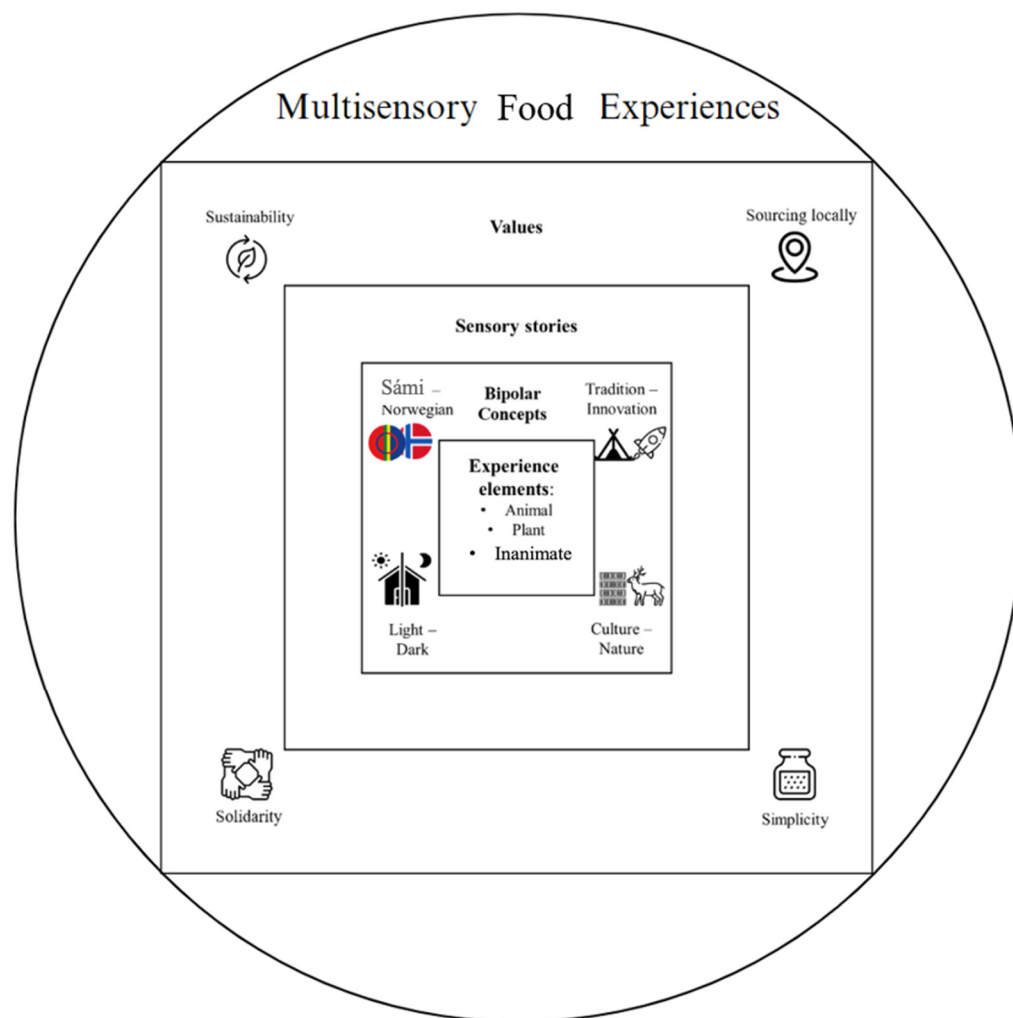 Multisensory Food Experiences
Sustainability
Values
Sourcing locally
Sensory stories
Sámi –
Norwegian
Bipolar
Concepts
Tradition –
Innovation
Experience
elements:
• Animal
• Plant
• Inanimate
Light –
Dark
Culture –
Nature
Solidarity
Simplicity